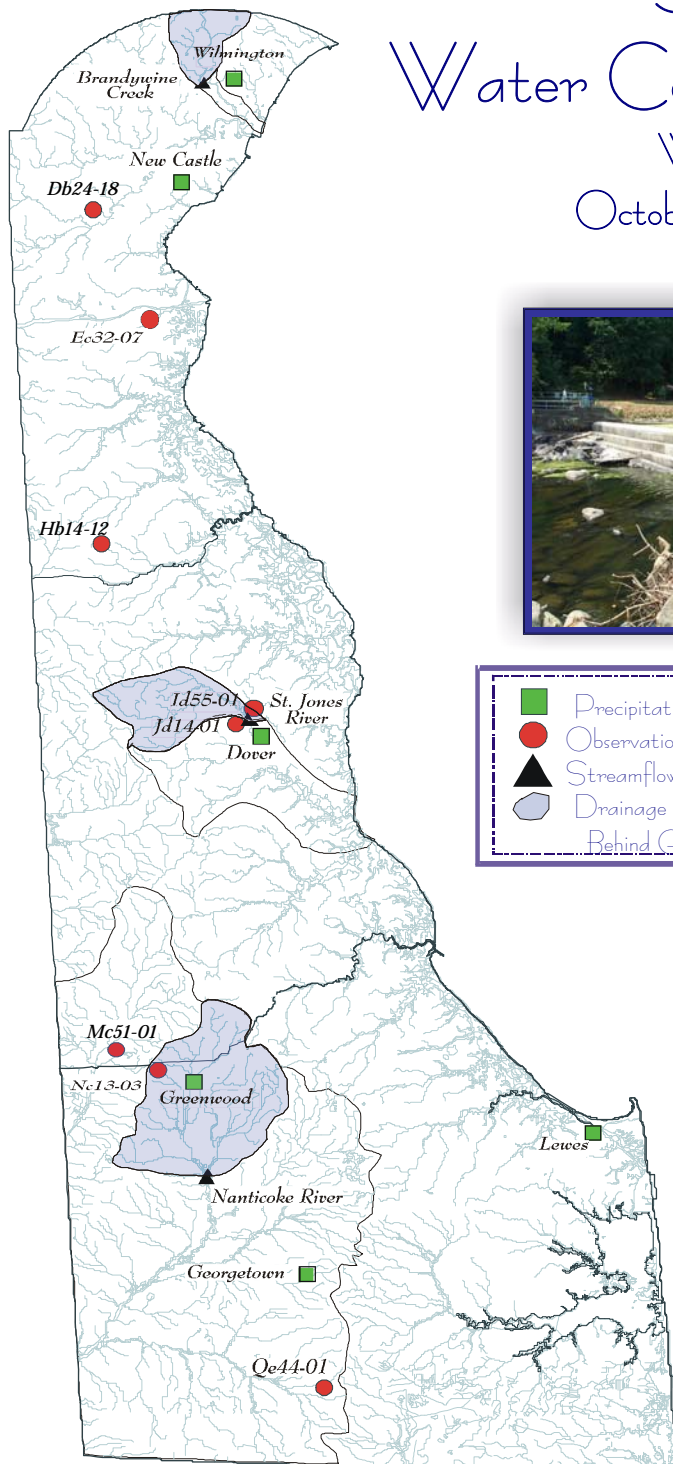 Wilmington
Brandywine
Creek
Water
New Castle
Db24-18
Octob
Ec32-07
Hb14-12
Id55-01
St. Jones
River
Jd14-01
Dover
Precipitat
Observatio
Streamflow
Drainage
Behind G
Mc51-01
Nc13-03
Greenwood
Lewes
Nanticoke River
Georgetown
Qe44-01